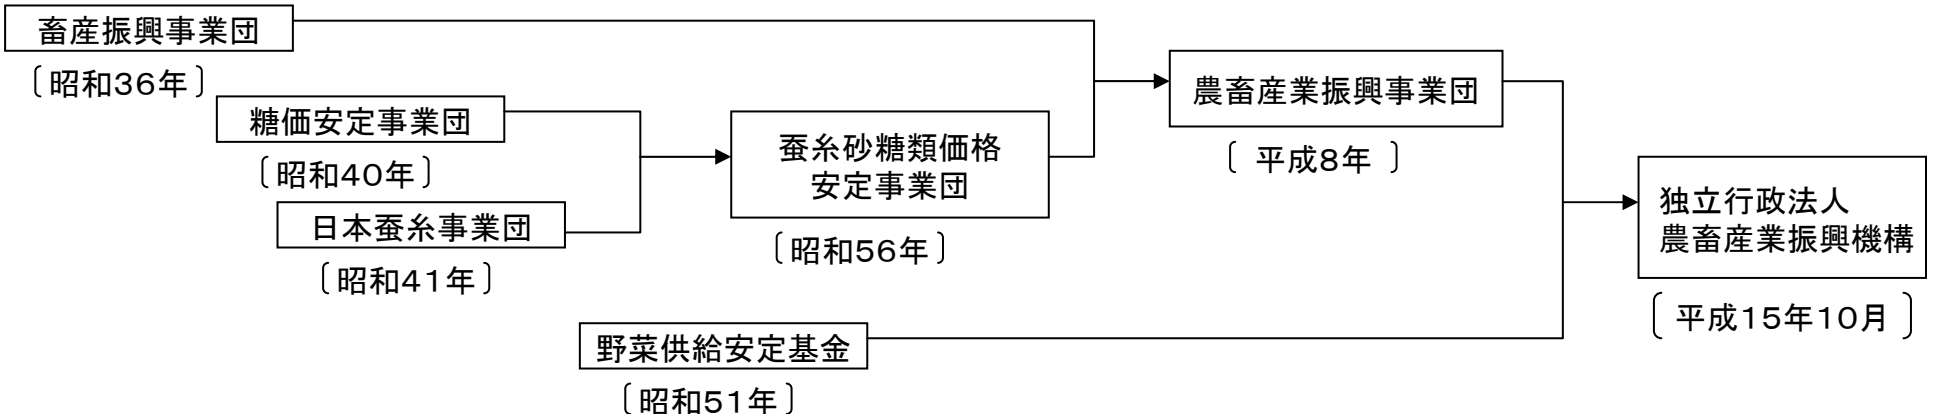 畜産振興事業団
〔昭和36年〕
糖価安定事業団
〔昭和40年〕
日本蚕糸事業団
〔昭和41年〕
蚕糸砂糖類価格
安定事業団
〔昭和56年〕
野菜供給安定基金
〔昭和51年〕
農畜産業振興事業団
〔 平成8年 〕
独立行政法人
農畜産業振興機構
〔 平成15年10月 〕